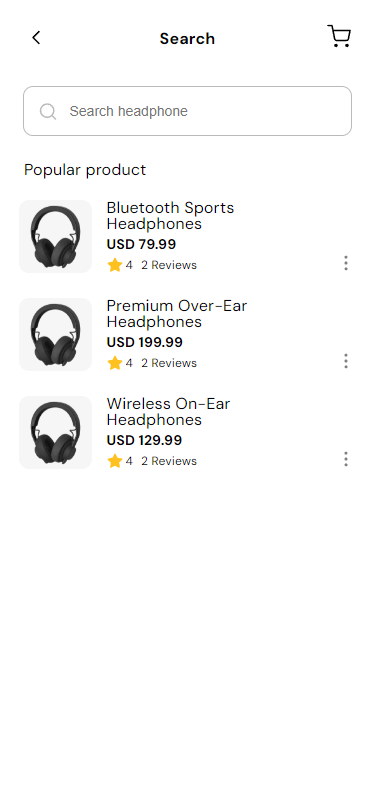 Search
Search headphone
Popular product
Bluetooth Sports
Headphones
USD 79.99
4 2 Reviews
Premium Over-Ear
Headphones
USD 199.99
4 2 Reviews
Wireless On-Ear
Headphones
USD 129.99
4 2 Reviews